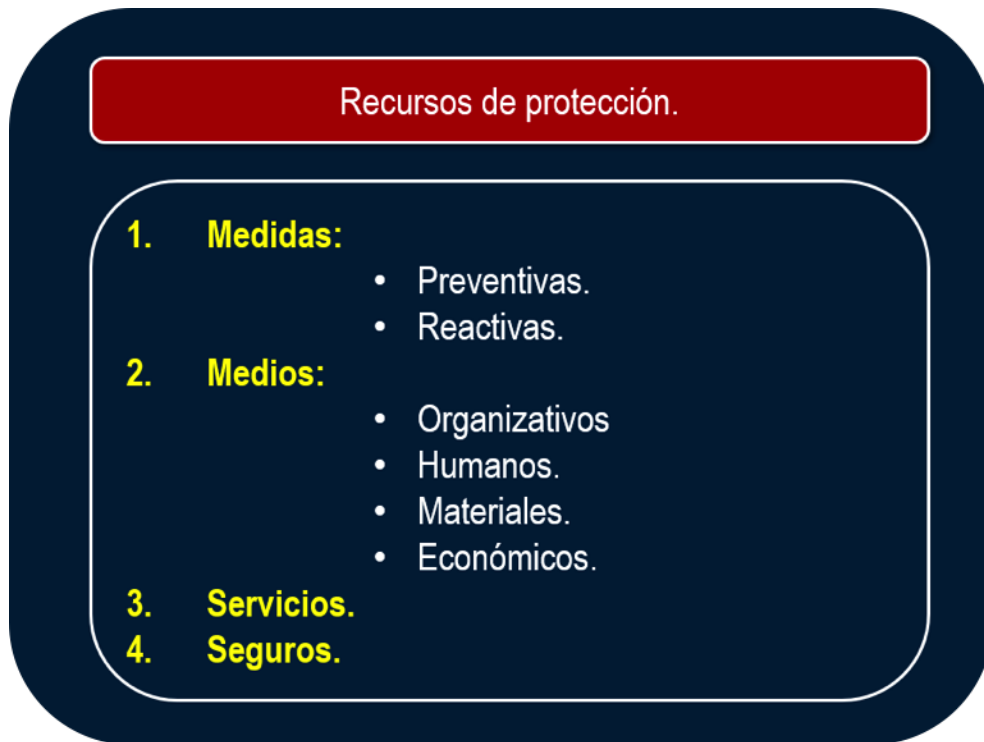 Recursos de protección.
1. Medidas:
• Preventivas.
• Reactivas.
2. Medios:
• Organizativos
• Humanos.
• Materiales.
• Económicos.
3. Servicios.
4. Seguros.